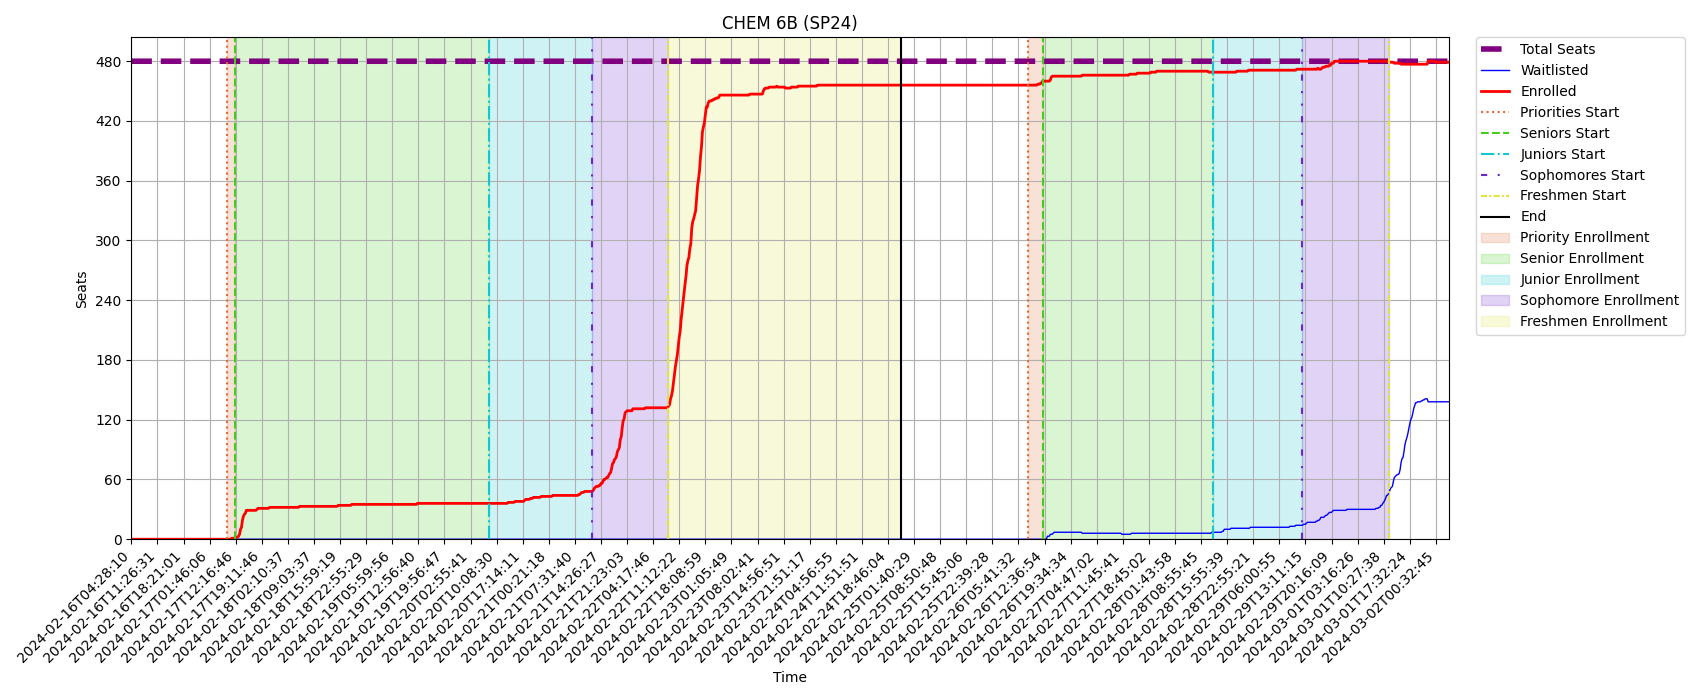 CHEM 6B (SP24)
Seats
480
420
360
300
240
180
120
60
0
2024-02-16T04:28:10
2024-02-16T11:26:31
2024-02-16T18:21:01
2024-02-17T01:46:06
2024-02-17T12:16:46
2024-02-17T19:11:46
2024-02-18T02:10:37
2024-02-18T09:03:37
2024-02-18T15:59:19
2024-02-18T22:55:29
2024-02-19T05:59:56
2024-02-19T12:56:40
2024-02-19T19:56:47
2024-02-20T02:55:41
2024-02-20T10:08:30
2024-02-20T17:14:11
2024-02-21T00:21:18
2024-02-21T07:31:40
2024-02-21T14:26:27
2024-02-21T21:23:03
2024-02-22T04:17:46
2024-02-22T11:12:22
2024-02-22T18:08:59
2024-02-23T01:05:49
2024-02-23T08:02:41
2024-02-23T14:56:51
2024-02-23T21:51:17
2024-02-24T04:56:55
2024-02-24T11:51:51
2024-02-24T18:46:04
2024-02-25T01:40:29
2024-02-25T08:50:48
2024-02-25T15:45:06
2024-02-25T22:39:28
2024-02-26T05:41:32
2024-02-26T12:36:54
2024-02-26T19:34:34
2024-02-27T04:47:02
2024-02-27T11:45:41
2024-02-27T18:45:02
2024-02-28T01:43:58
2024-02-28T08:55:45
2024-02-28T15:55:39
2024-02-28T22:55:21
2024-02-29T06:00:55
2024-02-29T13:11:15
2024-02-29T20:16:09
2024-03-01T03:16:26
2024-03-01T10:27:38
2024-03-01T17:32:24
2024-03-02T00:32:45
Time
Total Seats
Waitlisted
Enrolled
Priorities Start
Seniors Start
Juniors Start
Sophomores Start
Freshmen Start
End
Priority Enrollment
Senior Enrollment
Junior Enrollment
Sophomore Enrollment
Freshmen Enrollment